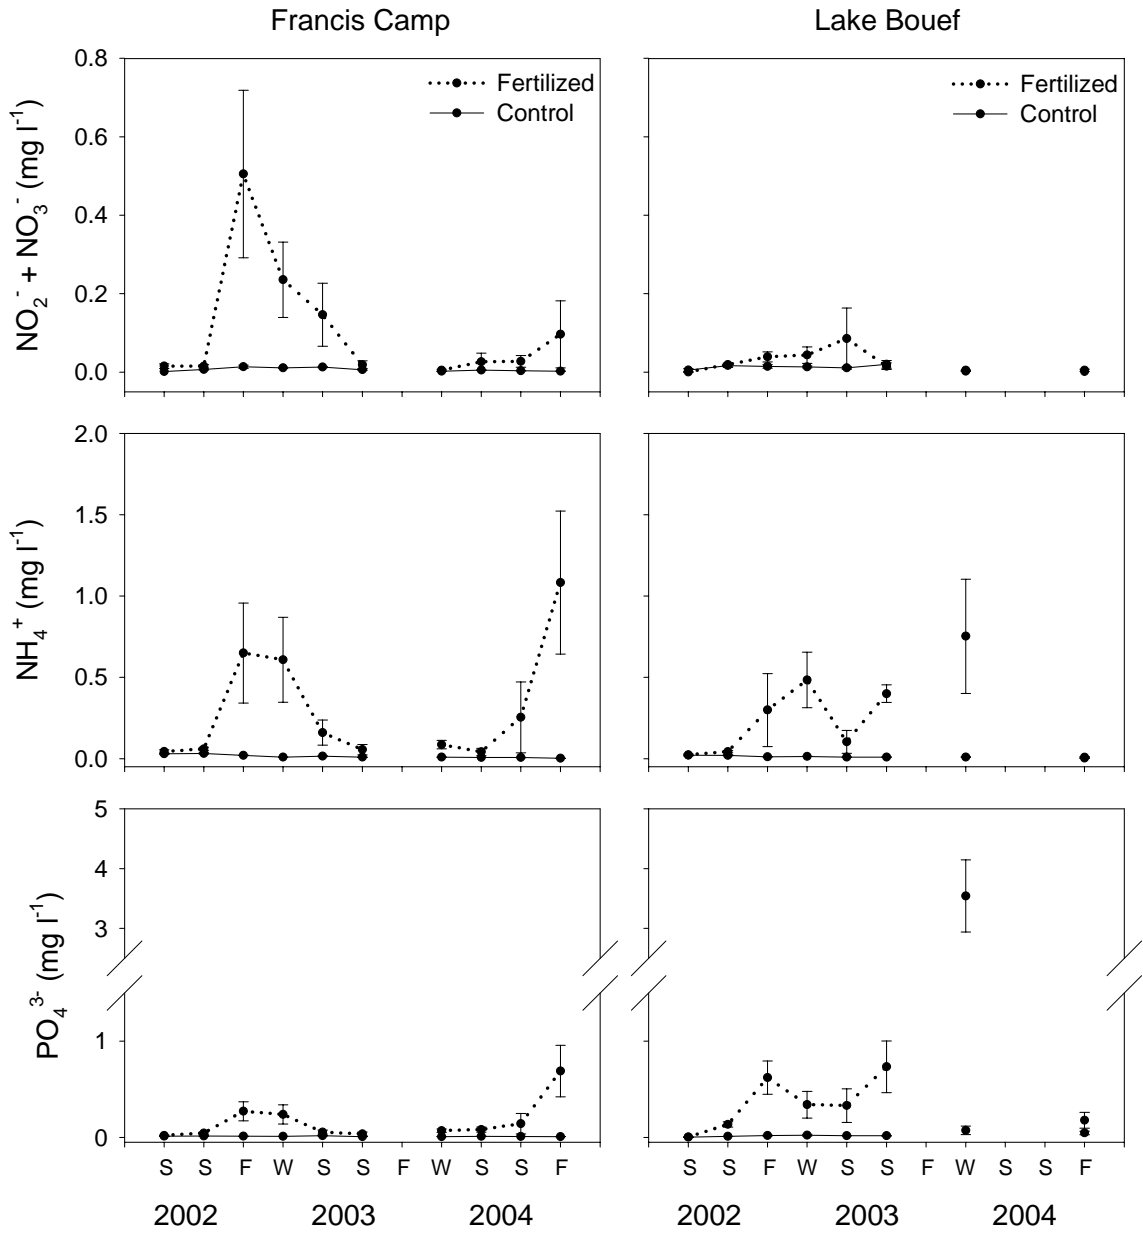 Francis Camp
Lake Bouef
NO₂⁻ + NO₃⁻ (mg l⁻¹)
0.8
0.6
0.4
0.2
0.0
Fertilized
Control
Fertilized
Control
NH₄⁺ (mg l⁻¹)
2.0
1.5
1.0
0.5
0.0
PO₄³⁻ (mg l⁻¹)
5
4
3
1
0
S S F W S S F W S S F
S S F W S S F W S S F
2002 2003 2004
2002 2003 2004